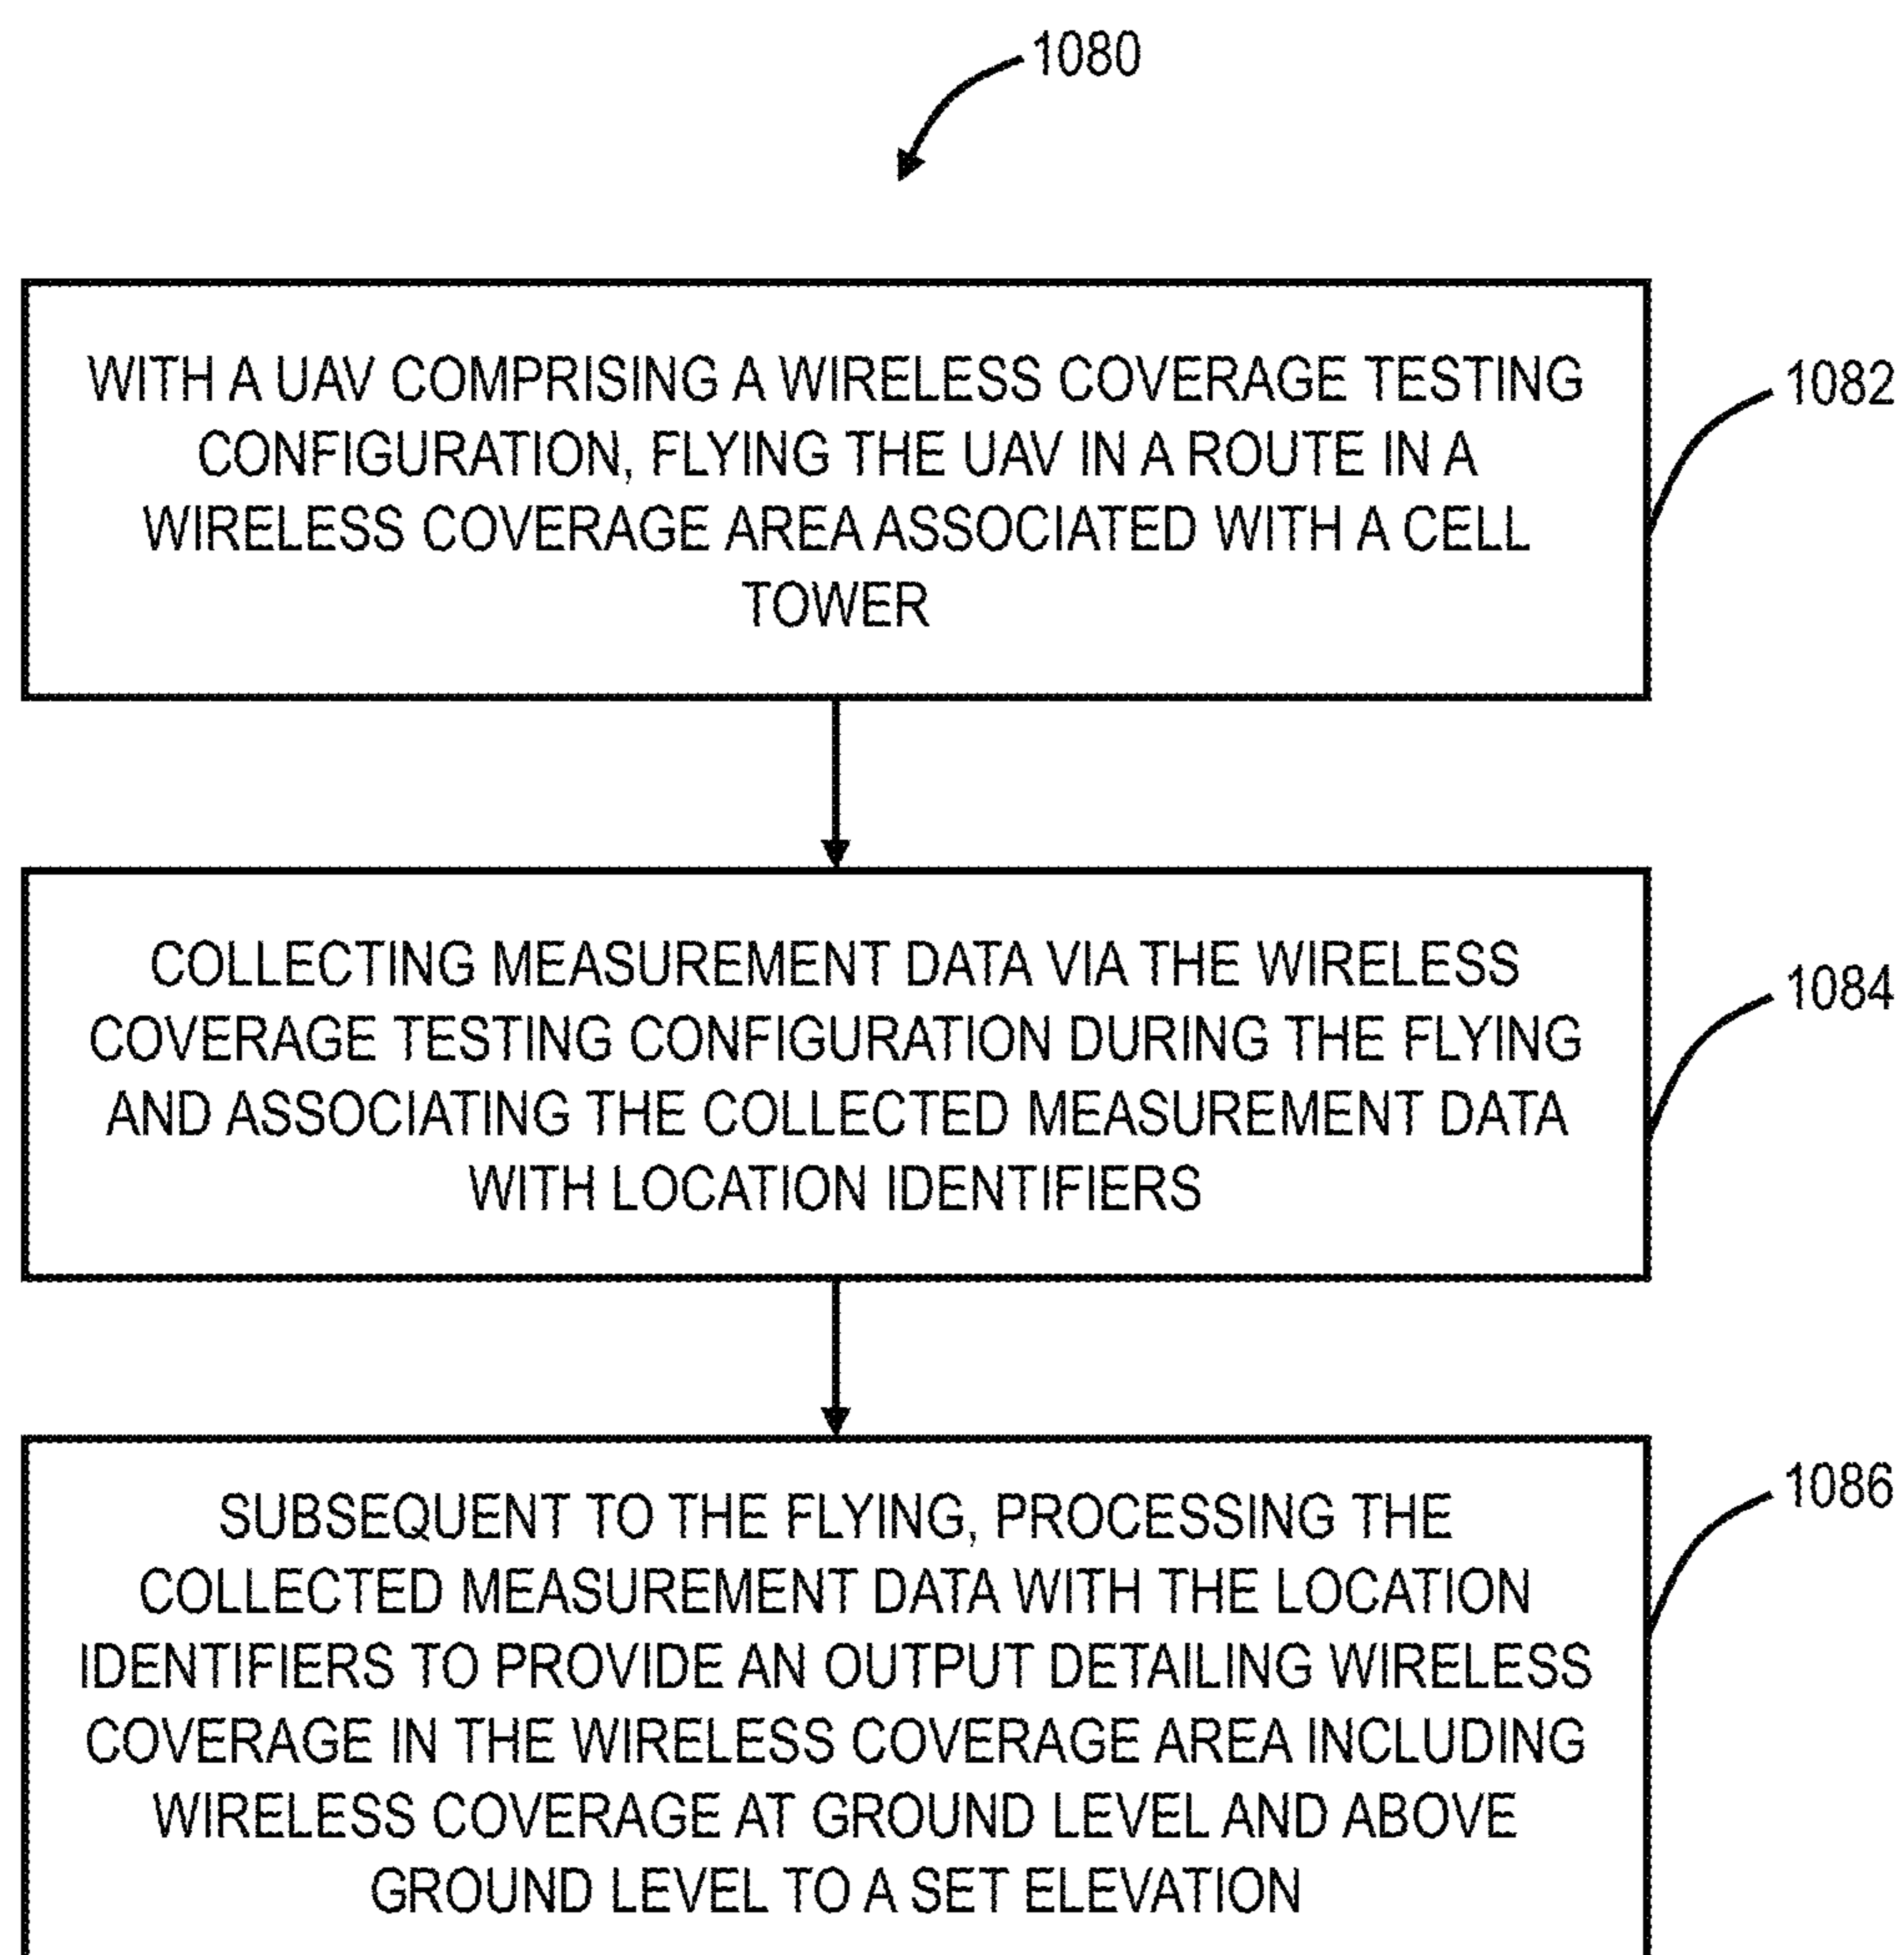 1080
WITH A UAV COMPRISING A WIRELESS COVERAGE TESTING
CONFIGURATION, FLYING THE UAV IN A ROUTE IN A
WIRELESS COVERAGE AREA ASSOCIATED WITH A CELL
TOWER
1082
COLLECTING MEASUREMENT DATA VIA THE WIRELESS
COVERAGE TESTING CONFIGURATION DURING THE FLYING
AND ASSOCIATING THE COLLECTED MEASUREMENT DATA
WITH LOCATION IDENTIFIERS
1084
SUBSEQUENT TO THE FLYING, PROCESSING THE
COLLECTED MEASUREMENT DATA WITH THE LOCATION
IDENTIFIERS TO PROVIDE AN OUTPUT DETAILING WIRELESS
COVERAGE IN THE WIRELESS COVERAGE AREA INCLUDING
WIRELESS COVERAGE AT GROUND LEVEL AND ABOVE
GROUND LEVEL TO A SET ELEVATION
1086